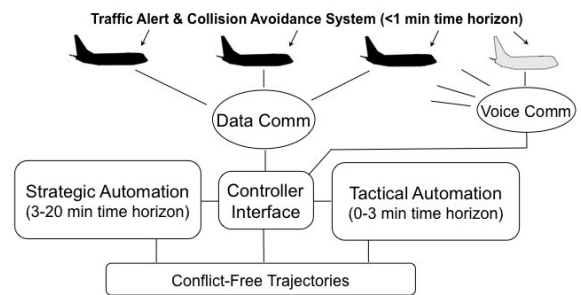 Traffic Alert & Collision Avoidance System (<1 min time horizon)
Data Comm
Voice Comm
Strategic Automation
(3-20 min time horizon)
Controller
Interface
Tactical Automation
(0-3 min time horizon)
Conflict-Free Trajectories